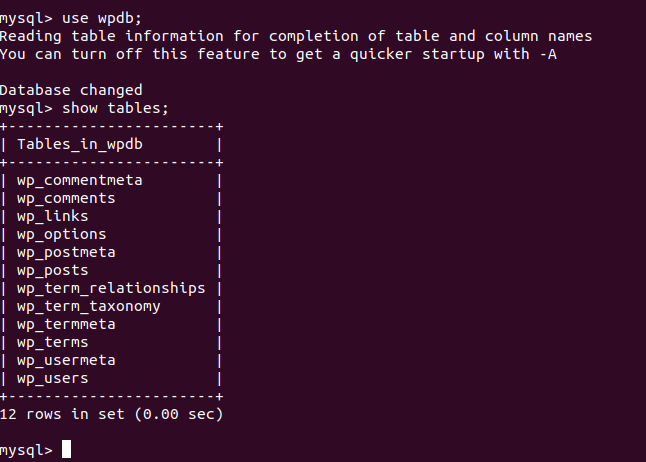 mysql> use wpdb;
Reading table information for completion of table and column names
You can turn off this feature to get a quicker startup with -A

Database changed
mysql> show tables;
+-----------------------+
| Tables_in_wpdb        |
+-----------------------+
| wp_commentmeta        |
| wp_comments           |
| wp_links              |
| wp_options            |
| wp_postmeta           |
| wp_posts              |
| wp_term_relationships |
| wp_term_taxonomy      |
| wp_termmeta           |
| wp_terms              |
| wp_usermeta           |
| wp_users              |
+-----------------------+
12 rows in set (0.00 sec)

mysql>